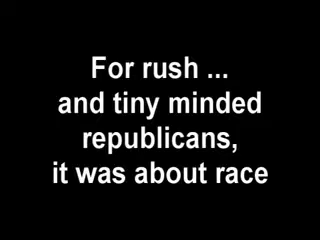 For rush ...
and tiny minded
republicans,
it was about race